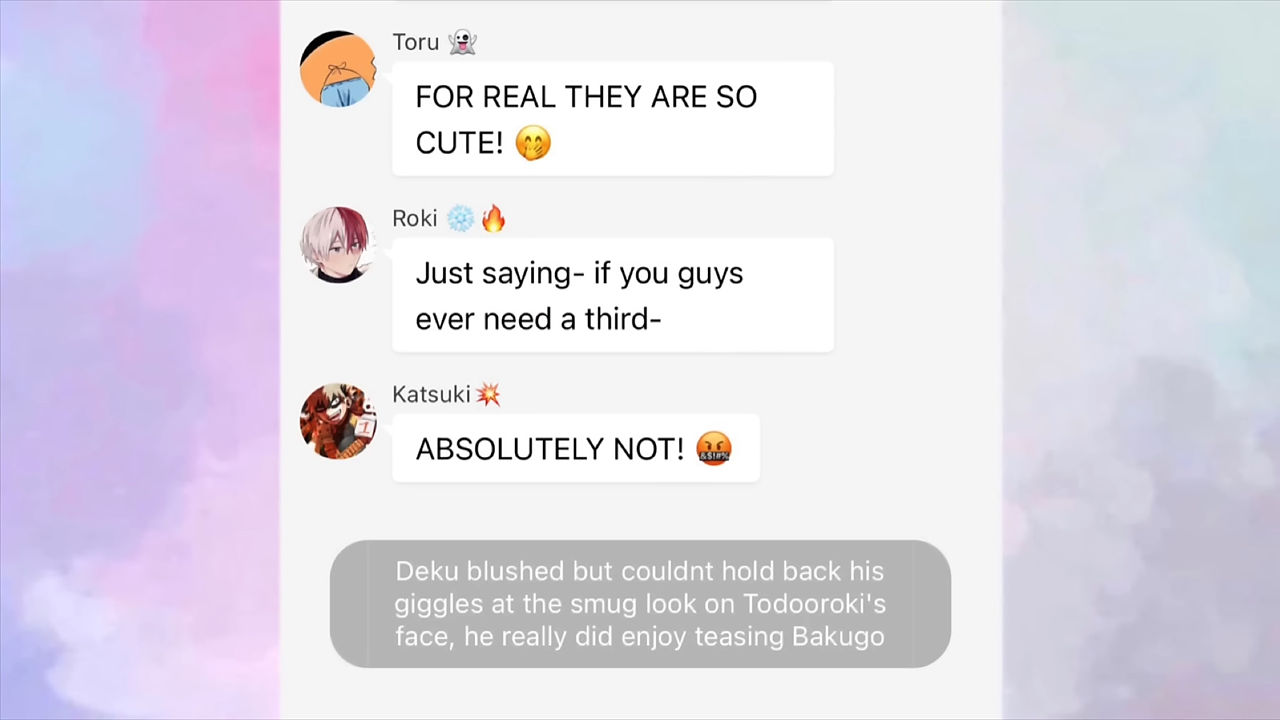 Toru 👻
FOR REAL THEY ARE SO
CUTE! 🤭
Roki ❄️🔥
Just saying- if you guys
ever need a third-
Katsuki💥
ABSOLUTELY NOT! 🤬
Deku blushed but couldnt hold back his
giggles at the smug look on Todooroki's
face, he really did enjoy teasing Bakugo